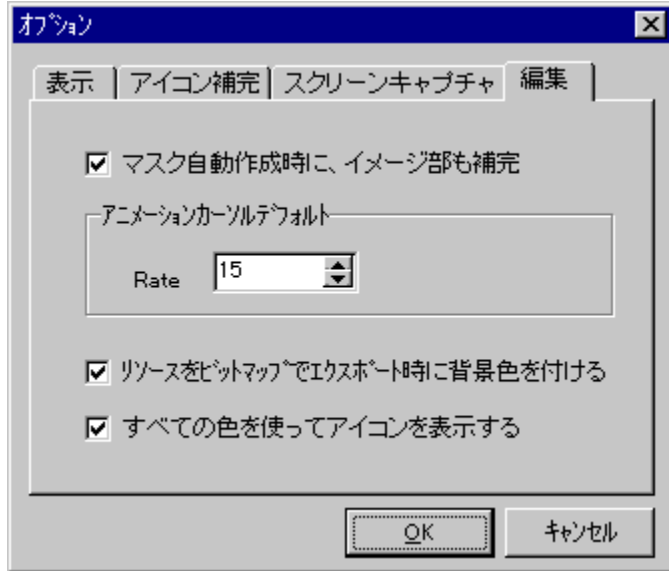 ｵﾌﾟｼｮﾝ
表示 アイコン補完 スクリーンキャプチャ 編集
マスク自動作成時に、イメージ部も補完
ｱﾆﾒｰｼｮﾝｶｰｿﾙﾃﾞﾌｫﾙﾄ
Rate 15
ﾘｿｰｽをﾋﾞｯﾄﾏｯﾌﾟでｴｸｽﾎﾟｰﾄ時に背景色を付ける
すべての色を使ってアイコンを表示する
OK ｷｬﾝｾﾙ